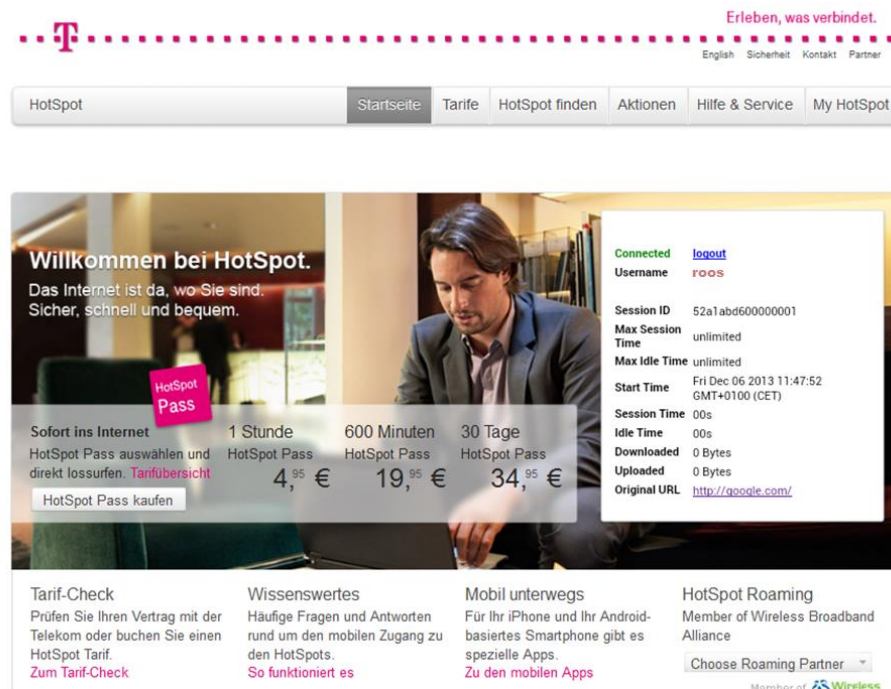 Erleben, was verbindet.
T
English Sicherheit Kontakt Partner
HotSpot Startseite Tarife HotSpot finden Aktionen Hilfe & Service My HotSpot
Willkommen bei HotSpot.
Das Internet ist da, wo Sie sind.
Sicher, schnell und bequem.
HotSpot
Pass
Sofort ins Internet
HotSpot Pass auswählen und
direkt lossurfen. Tarifübersicht
HotSpot Pass kaufen
1 Stunde
HotSpot Pass
4,95 €
600 Minuten
HotSpot Pass
19,95 €
30 Tage
HotSpot Pass
34,95 €
Connected logout
Username roos
Session ID 52a1abd600000001
Max Session
Time unlimited
Max Idle Time unlimited
Start Time Fri Dec 06 2013 11:47:52
GMT+0100 (CET)
Session Time 00s
Idle Time 00s
Downloaded 0 Bytes
Uploaded 0 Bytes
Original URL http://google.com/
Tarif-Check
Prüfen Sie Ihren Vertrag mit der
Telekom oder buchen Sie einen
HotSpot Tarif.
Zum Tarif-Check
Wissenswertes
Häufige Fragen und Antworten
rund um den mobilen Zugang zu
den HotSpots.
So funktioniert es
Mobil unterwegs
Für Ihr iPhone und Ihr Android-
basiertes Smartphone gibt es
spezielle Apps.
Zu den mobilen Apps
HotSpot Roaming
Member of Wireless Broadband
Alliance
Choose Roaming Partner
Member of Wireless